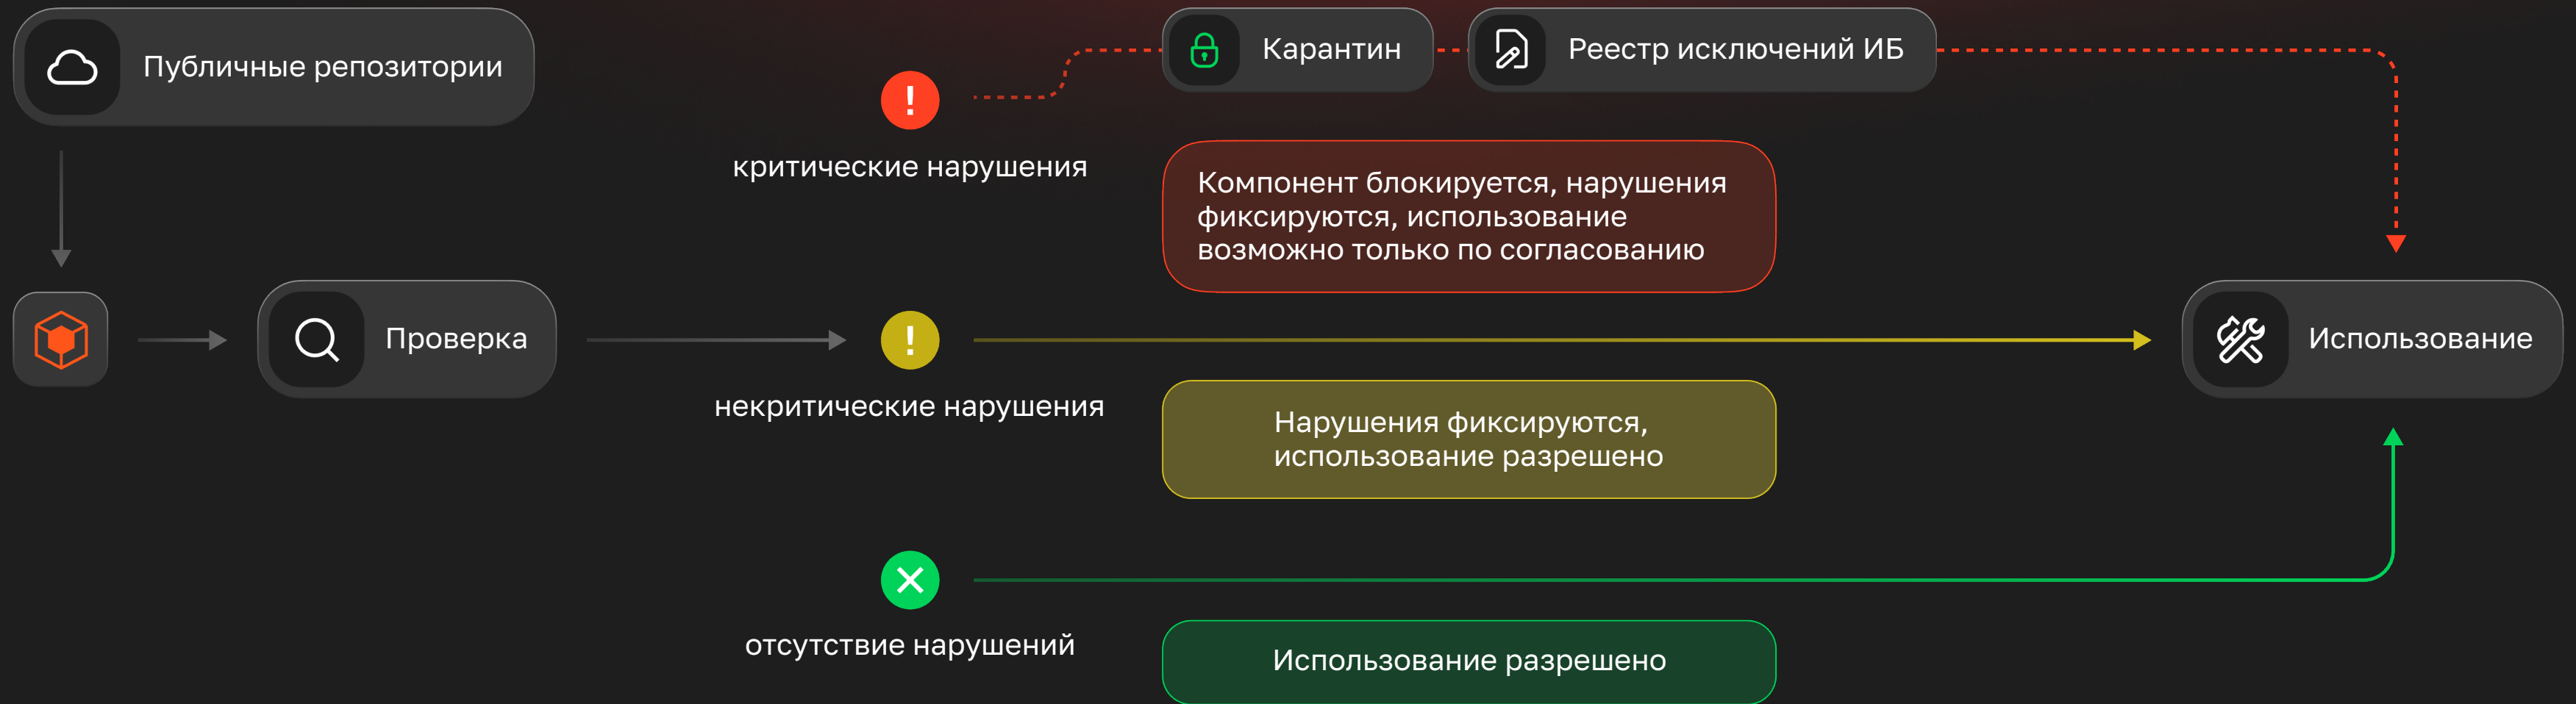 Публичные репозитории
Карантин
Реестр исключений ИБ
!
критические нарушения
Компонент блокируется, нарушения
фиксируются, использование
возможно только по согласованию
Проверка
!
некритические нарушения
Использование
Нарушения фиксируются,
использование разрешено
отсутствие нарушений
Использование разрешено